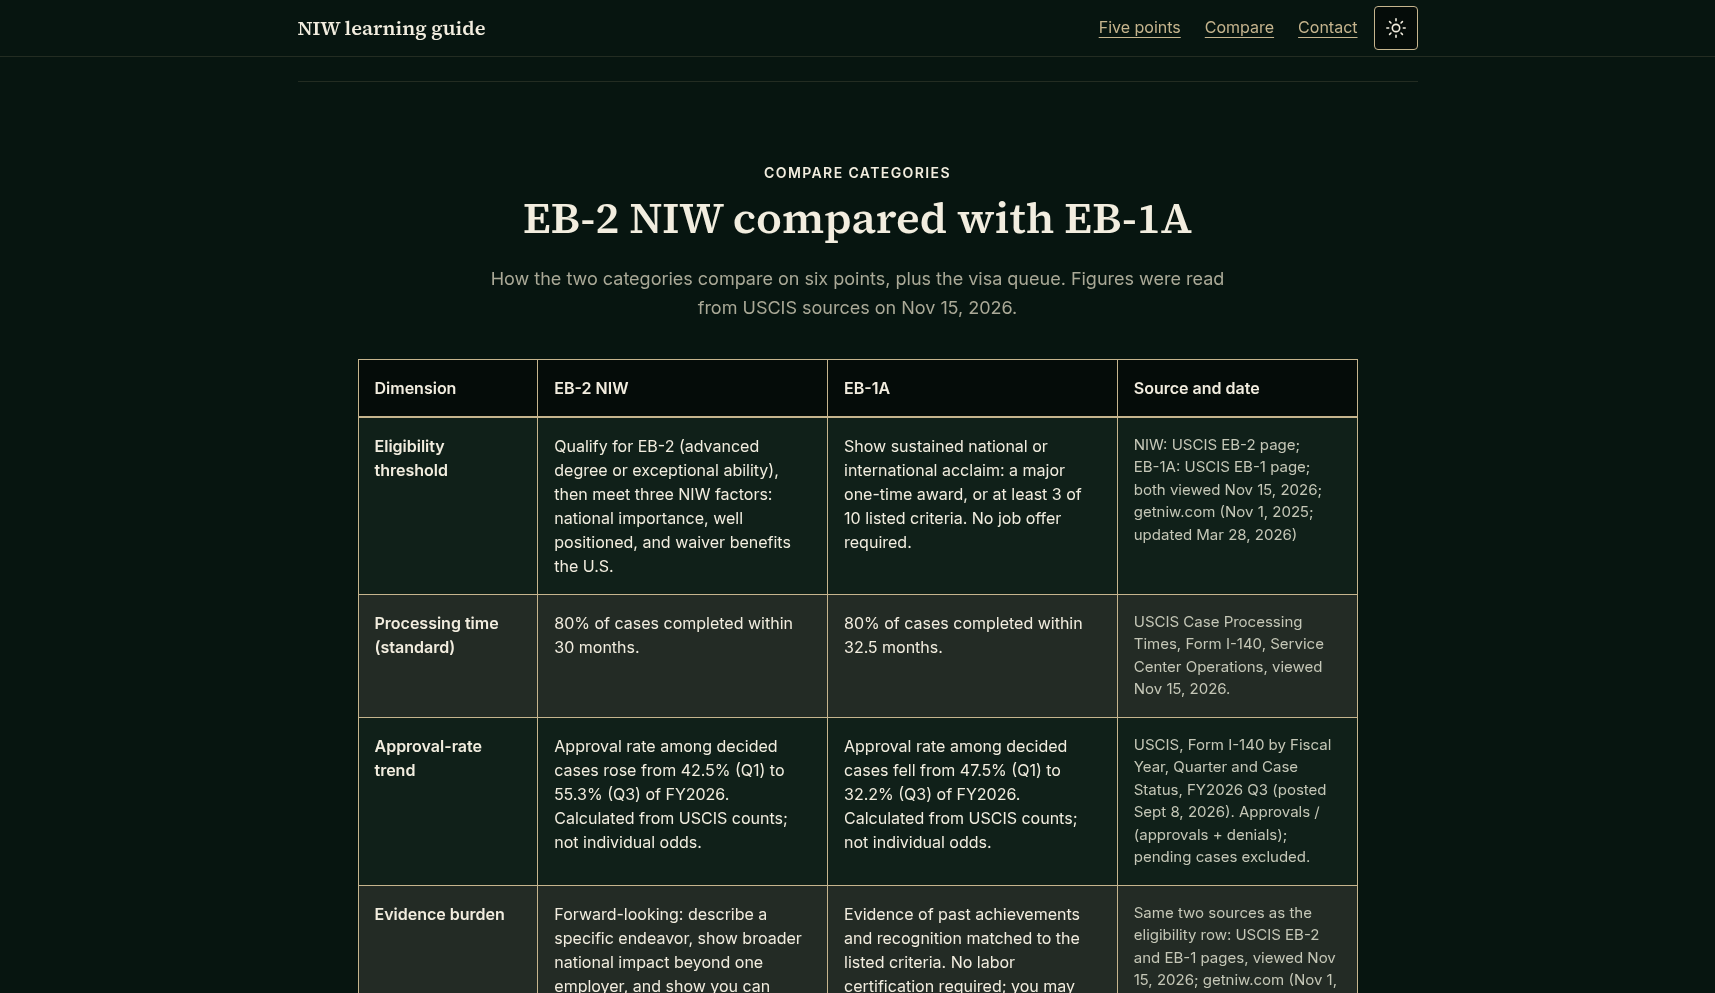 NIW learning guide
Five points
Compare
Contact
COMPARE CATEGORIES
EB-2 NIW compared with EB-1A
How the two categories compare on six points, plus the visa queue. Figures were read
from USCIS sources on Nov 15, 2026.
Dimension
EB-2 NIW
EB-1A
Source and date
Eligibility
threshold
Qualify for EB-2 (advanced
degree or exceptional ability),
then meet three NIW factors:
national importance, well
positioned, and waiver benefits
the U.S.
Show sustained national or
international acclaim: a major
one-time award, or at least 3 of
10 listed criteria. No job offer
required.
NIW: USCIS EB-2 page;
EB-1A: USCIS EB-1 page;
both viewed Nov 15, 2026;
getniw.com (Nov 1, 2025;
updated Mar 28, 2026)
Processing time
(standard)
80% of cases completed within
30 months.
80% of cases completed within
32.5 months.
USCIS Case Processing
Times, Form I-140, Service
Center Operations, viewed
Nov 15, 2026.
Approval-rate
trend
Approval rate among decided
cases rose from 42.5% (Q1) to
55.3% (Q3) of FY2026.
Calculated from USCIS counts;
not individual odds.
Approval rate among decided
cases fell from 47.5% (Q1) to
32.2% (Q3) of FY2026.
Calculated from USCIS counts;
not individual odds.
USCIS, Form I-140 by Fiscal
Year, Quarter and Case
Status, FY2026 Q3 (posted
Sept 8, 2026). Approvals /
(approvals + denials);
pending cases excluded.
Evidence burden
Forward-looking: describe a
specific endeavor, show broader
national impact beyond one
employer, and show you can
Evidence of past achievements
and recognition matched to the
listed criteria. No labor
certification required; you may
Same two sources as the
eligibility row: USCIS EB-2
and EB-1 pages, viewed Nov
15, 2026; getniw.com (Nov 1,